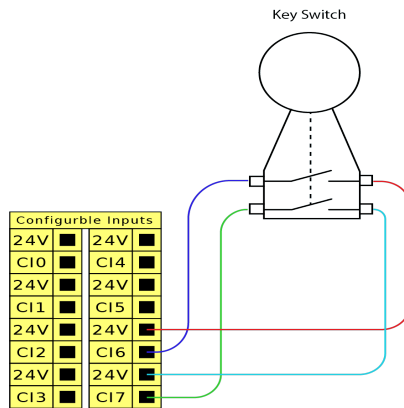 Key Switch
Configurble Inputs
24V 24V
CI0 CI4
24V 24V
CI1 CI5
24V 24V
CI2 CI6
24V 24V
CI3 CI7